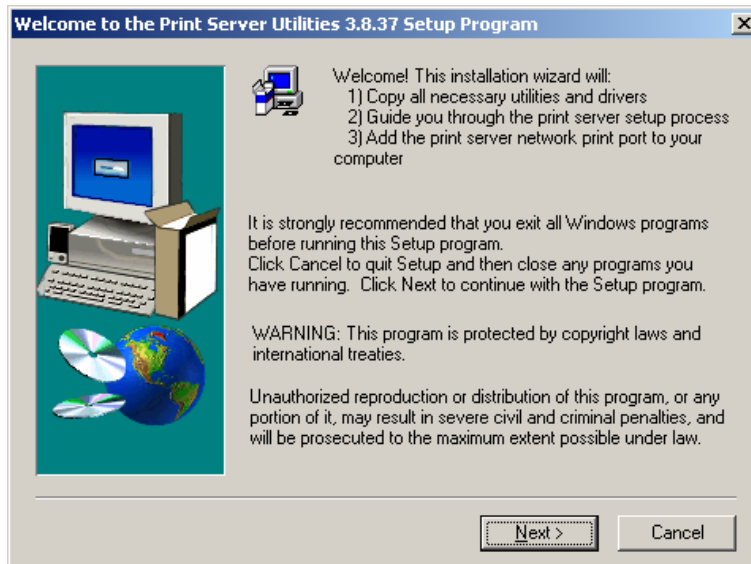 Welcome to the Print Server Utilities 3.8.37 Setup Program
Welcome! This installation wizard will:
1) Copy all necessary utilities and drivers
2) Guide you through the print server setup process
3) Add the print server network print port to your
computer
It is strongly recommended that you exit all Windows programs
before running this Setup program.
Click Cancel to quit Setup and then close any programs you
have running. Click Next to continue with the Setup program.
WARNING: This program is protected by copyright laws and
international treaties.
Unauthorized reproduction or distribution of this program, or any
portion of it, may result in severe civil and criminal penalties, and
will be prosecuted to the maximum extent possible under law.
Next >
Cancel